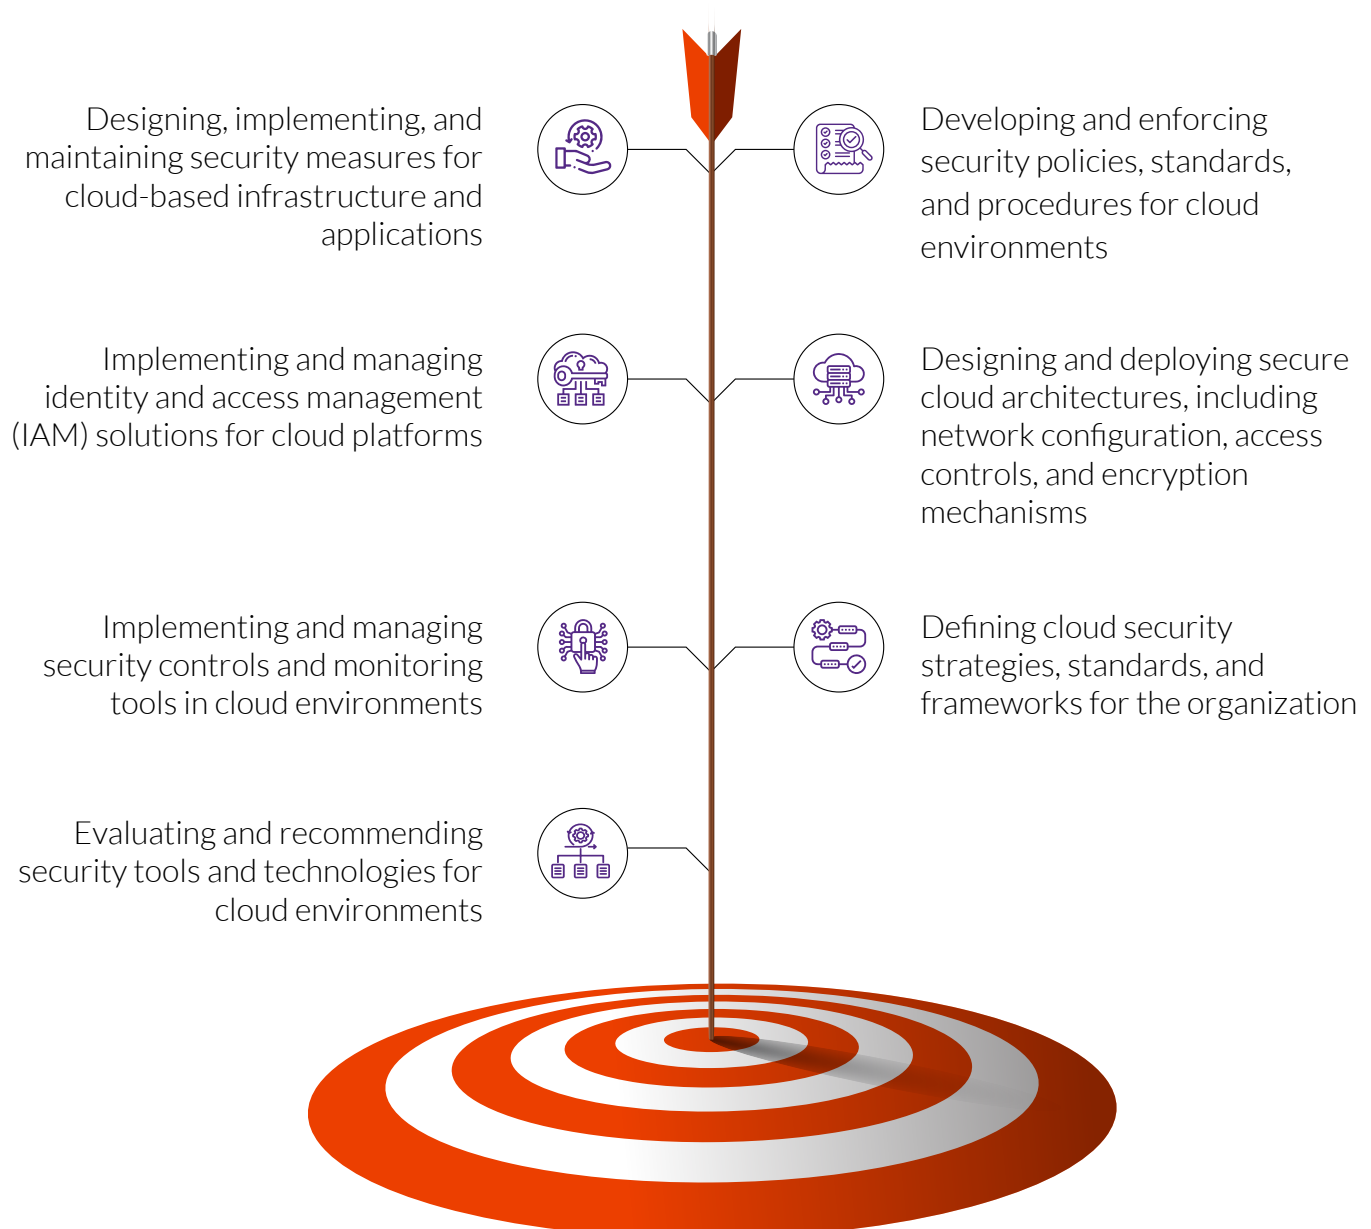 Designing, implementing, and
maintaining security measures for
cloud-based infrastructure and
applications
Developing and enforcing
security policies, standards,
and procedures for cloud
environments
Implementing and managing
identity and access management
(IAM) solutions for cloud platforms
Designing and deploying secure
cloud architectures, including
network configuration, access
controls, and encryption
mechanisms
Implementing and managing
security controls and monitoring
tools in cloud environments
Defining cloud security
strategies, standards, and
frameworks for the organization
Evaluating and recommending
security tools and technologies for
cloud environments